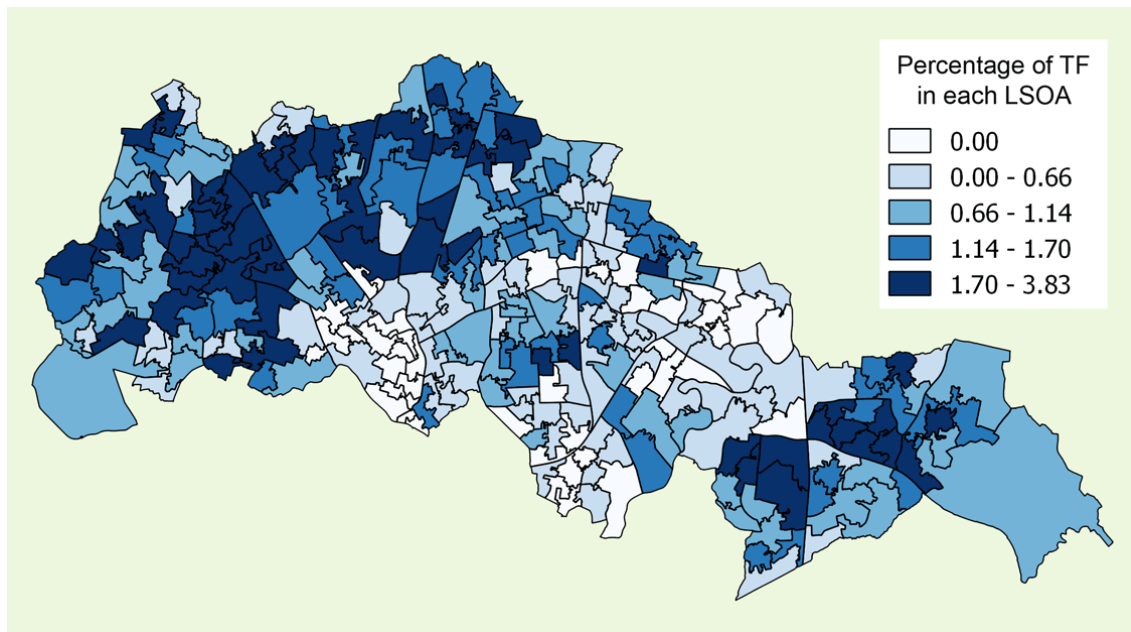 Percentage of TF
in each LSOA
0.00
0.00 - 0.66
0.66 - 1.14
1.14 - 1.70
1.70 - 3.83